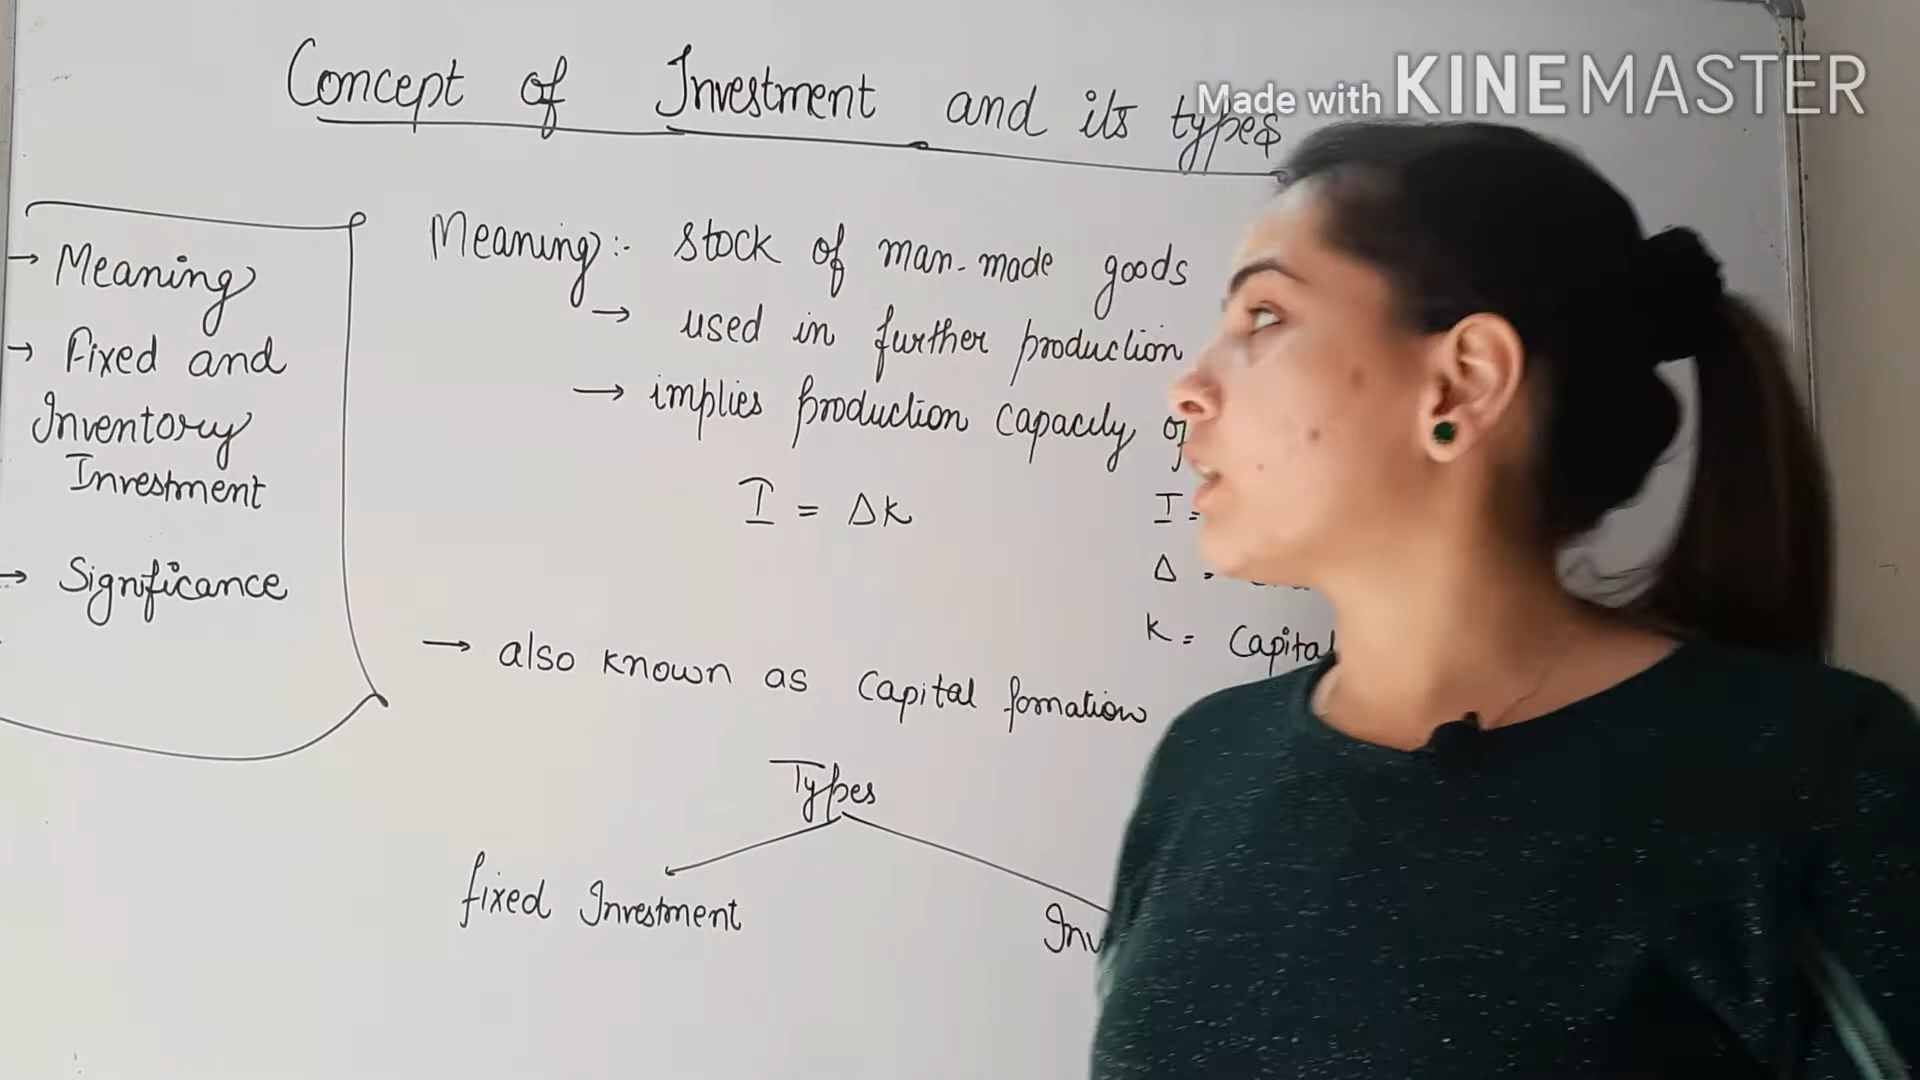 Concept of Investment and its types
Made with KINEMASTER
→ Meaning
→ Fixed and
Inventory
Investment
→ Significance
Meaning:- stock of man-made goods
→ used in further production
→ implies production capacity of
I = ΔK
I =
Δ =
K = Capital
→ also known as Capital formation
Types
fixed Investment